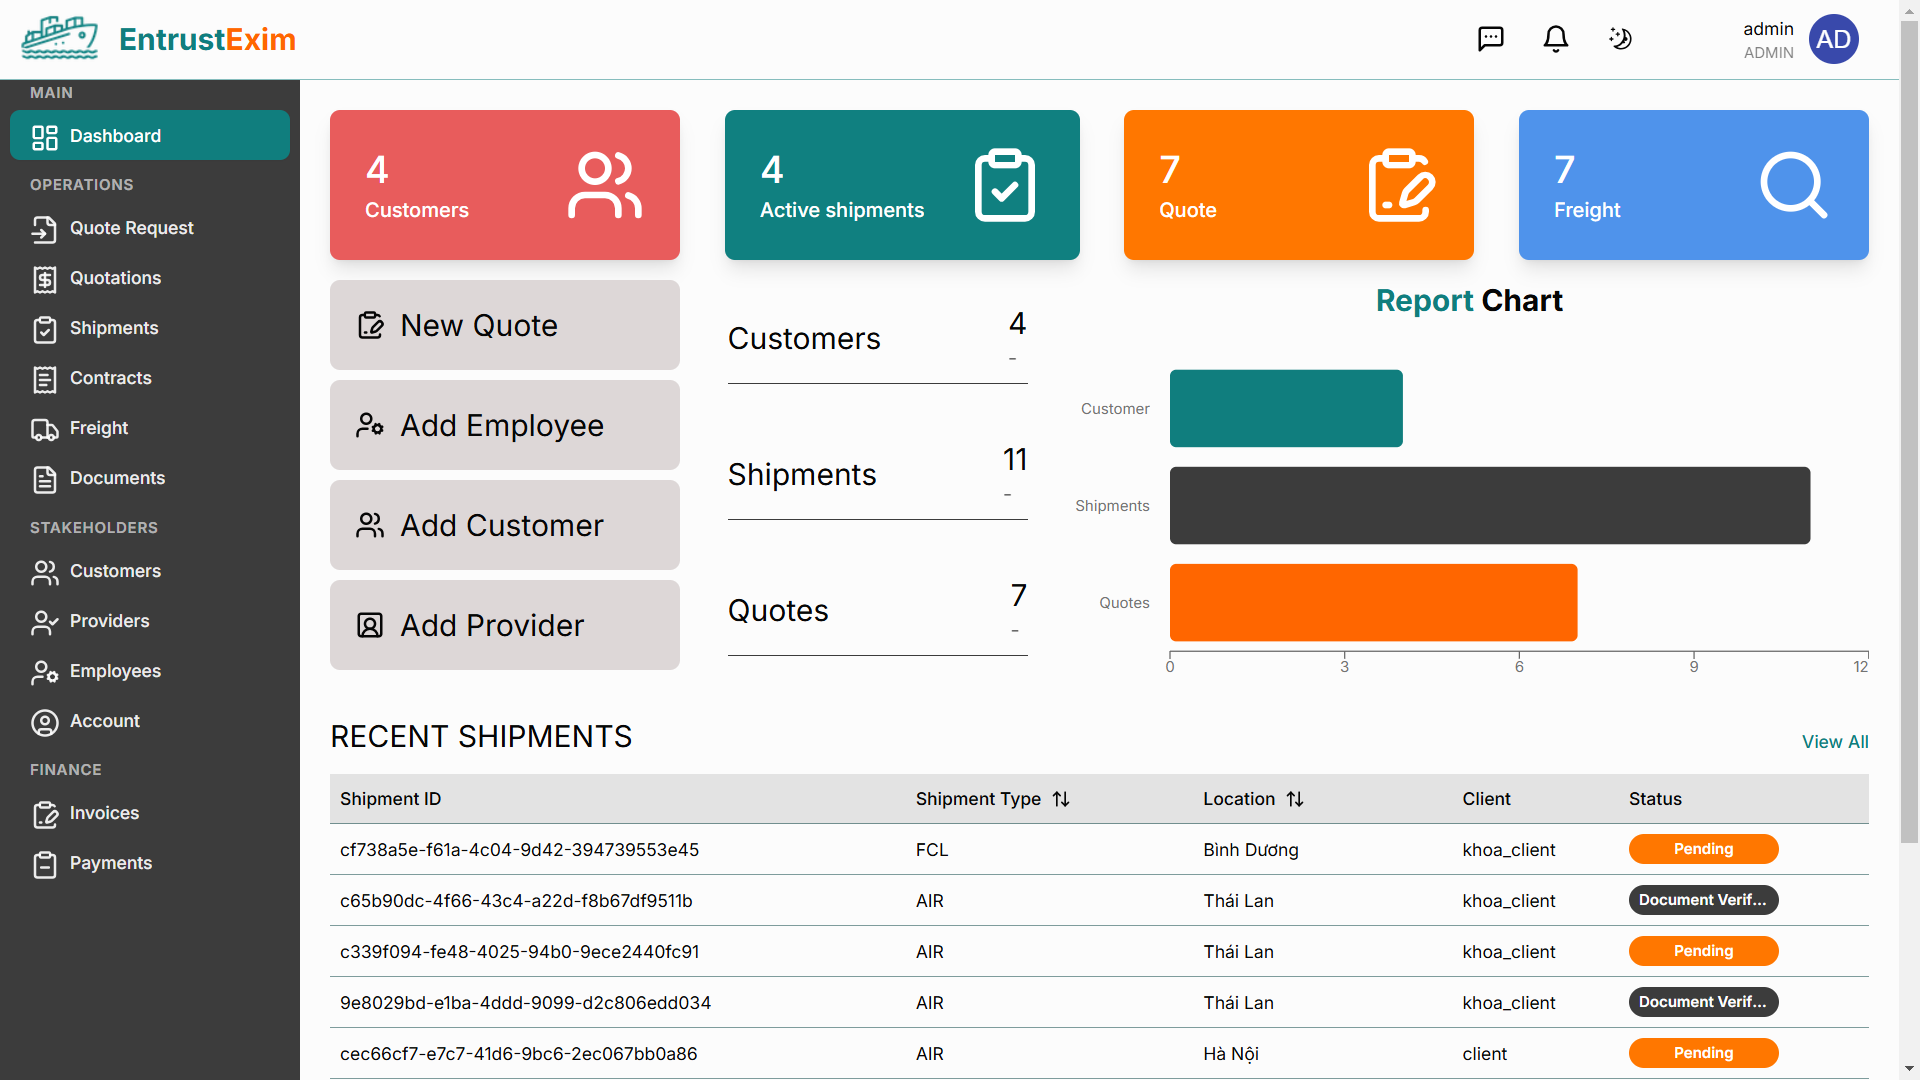 EntrustExim
admin
ADMIN
AD
MAIN
Dashboard
OPERATIONS
Quote Request
Quotations
Shipments
Contracts
Freight
Documents
STAKEHOLDERS
Customers
Providers
Employees
Account
FINANCE
Invoices
Payments
4
Customers
4
Active shipments
7
Quote
7
Freight
New Quote
Add Employee
Add Customer
Add Provider
Customers 4
-
Shipments 11
-
Quotes 7
-
Report Chart
Customer
Shipments
Quotes
0 3 6 9 12
RECENT SHIPMENTS
View All
Shipment ID Shipment Type Location Client Status
cf738a5e-f61a-4c04-9d42-394739553e45 FCL Bình Dương khoa_client Pending
c65b90dc-4f66-43c4-a22d-f8b67df9511b AIR Thái Lan khoa_client Document Verif...
c339f094-fe48-4025-94b0-9ece2440fc91 AIR Thái Lan khoa_client Pending
9e8029bd-e1ba-4ddd-9099-d2c806edd034 AIR Thái Lan khoa_client Document Verif...
cec66cf7-e7c7-41d6-9bc6-2ec067bb0a86 AIR Hà Nội client Pending